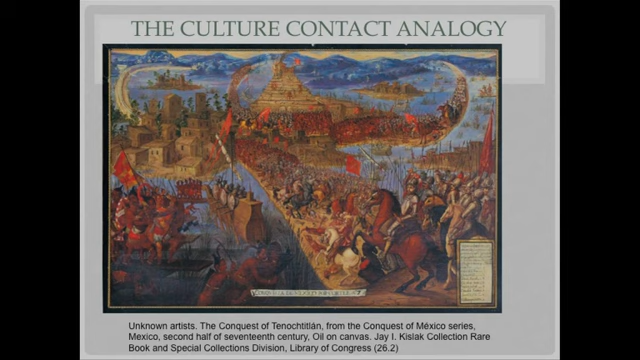 THE CULTURE CONTACT ANALOGY
Unknown artists. The Conquest of Tenochtitlán, from the Conquest of México series,
Mexico, second half of seventeenth century, Oil on canvas. Jay I. Kislak Collection Rare
Book and Special Collections Division, Library of Congress (26.2)